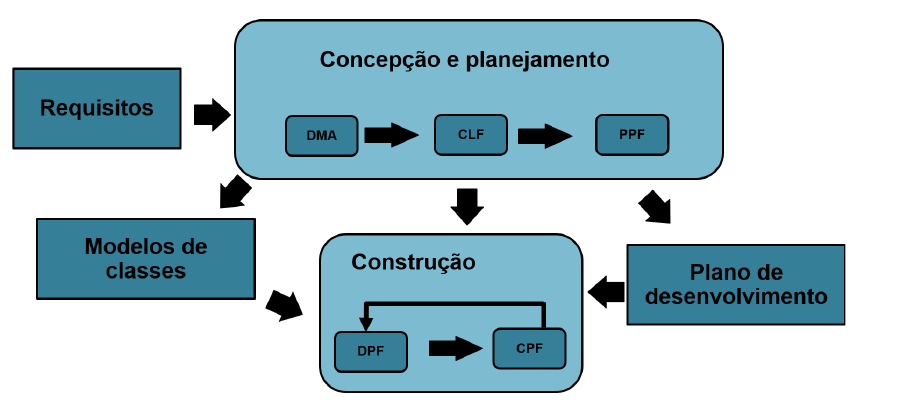 Concepção e planejamento
Requisitos
DMA
CLF
PPF
Modelos de
classes
Construção
Plano de
desenvolvimento
DPF
CPF